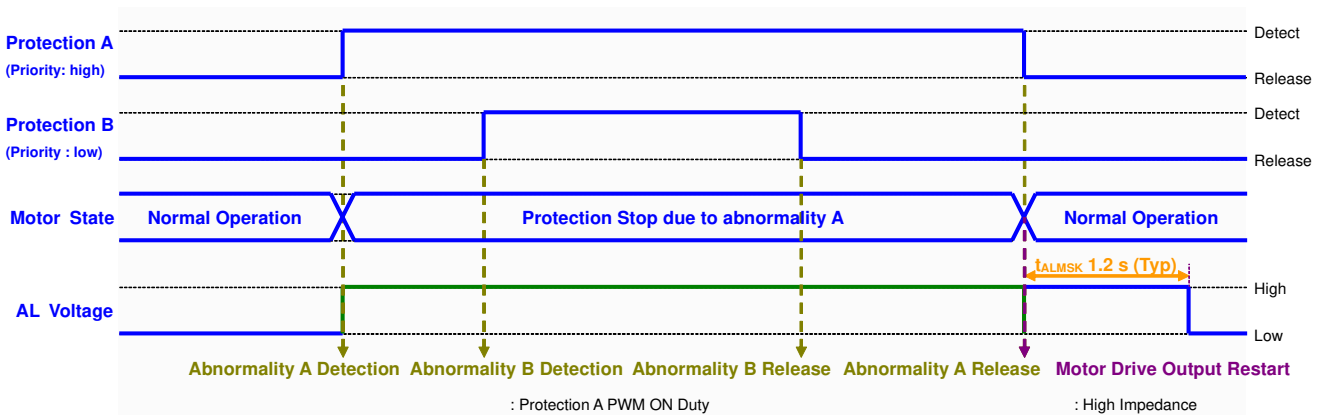 Protection A
(Priority: high)
Detect
Release
Protection B
(Priority : low)
Detect
Release
Motor State
Normal Operation
Protection Stop due to abnormality A
Normal Operation
tALMSK 1.2 s (Typ)
AL Voltage
High
Low
Abnormality A Detection
Abnormality B Detection
Abnormality B Release
Abnormality A Release
Motor Drive Output Restart
: Protection A PWM ON Duty
: High Impedance